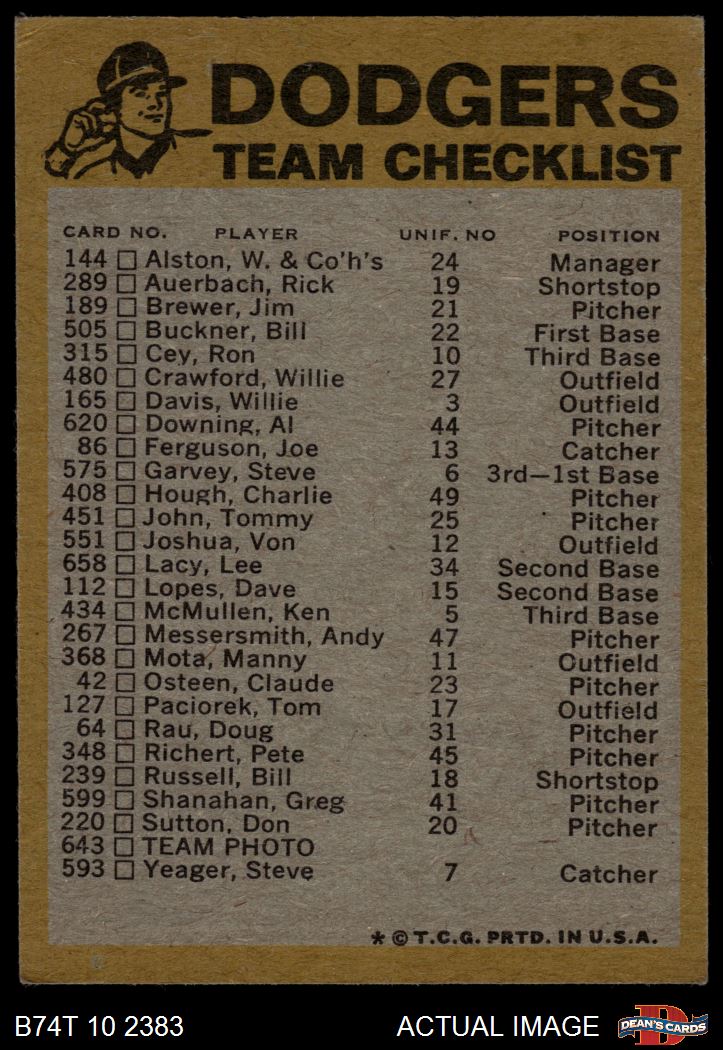 DODGERS
TEAM CHECKLIST
CARD NO. PLAYER UNIF. NO POSITION
144 Alston, W. & Co'h's 24 Manager
289 Auerbach, Rick 19 Shortstop
189 Brewer, Jim 21 Pitcher
505 Buckner, Bill 22 First Base
315 Cey, Ron 10 Third Base
480 Crawford, Willie 27 Outfield
165 Davis, Willie 3 Outfield
620 Downing, Al 44 Pitcher
86 Ferguson, Joe 13 Catcher
575 Garvey, Steve 6 3rd—1st Base
408 Hough, Charlie 49 Pitcher
451 John, Tommy 25 Pitcher
551 Joshua, Von 12 Outfield
658 Lacy, Lee 34 Second Base
112 Lopes, Dave 15 Second Base
434 McMullen, Ken 5 Third Base
267 Messersmith, Andy 47 Pitcher
368 Mota, Manny 11 Outfield
42 Osteen, Claude 23 Pitcher
127 Paciorek, Tom 17 Outfield
64 Rau, Doug 31 Pitcher
348 Richert, Pete 45 Pitcher
239 Russell, Bill 18 Shortstop
599 Shanahan, Greg 41 Pitcher
220 Sutton, Don 20 Pitcher
643 TEAM PHOTO
593 Yeager, Steve 7 Catcher
* © T.C.G. PRTD. IN U.S.A.
B74T 10 2383 ACTUAL IMAGE DEAN'S CARDS